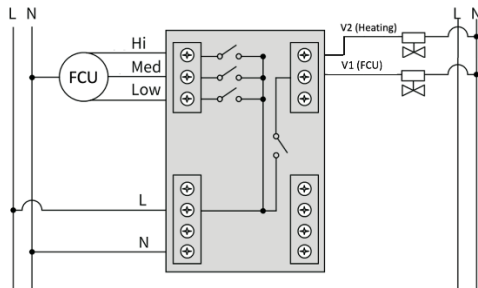 L N
V2 (Heating)
L N
Hi
V1 (FCU)
FCU
Med
Low
L
N